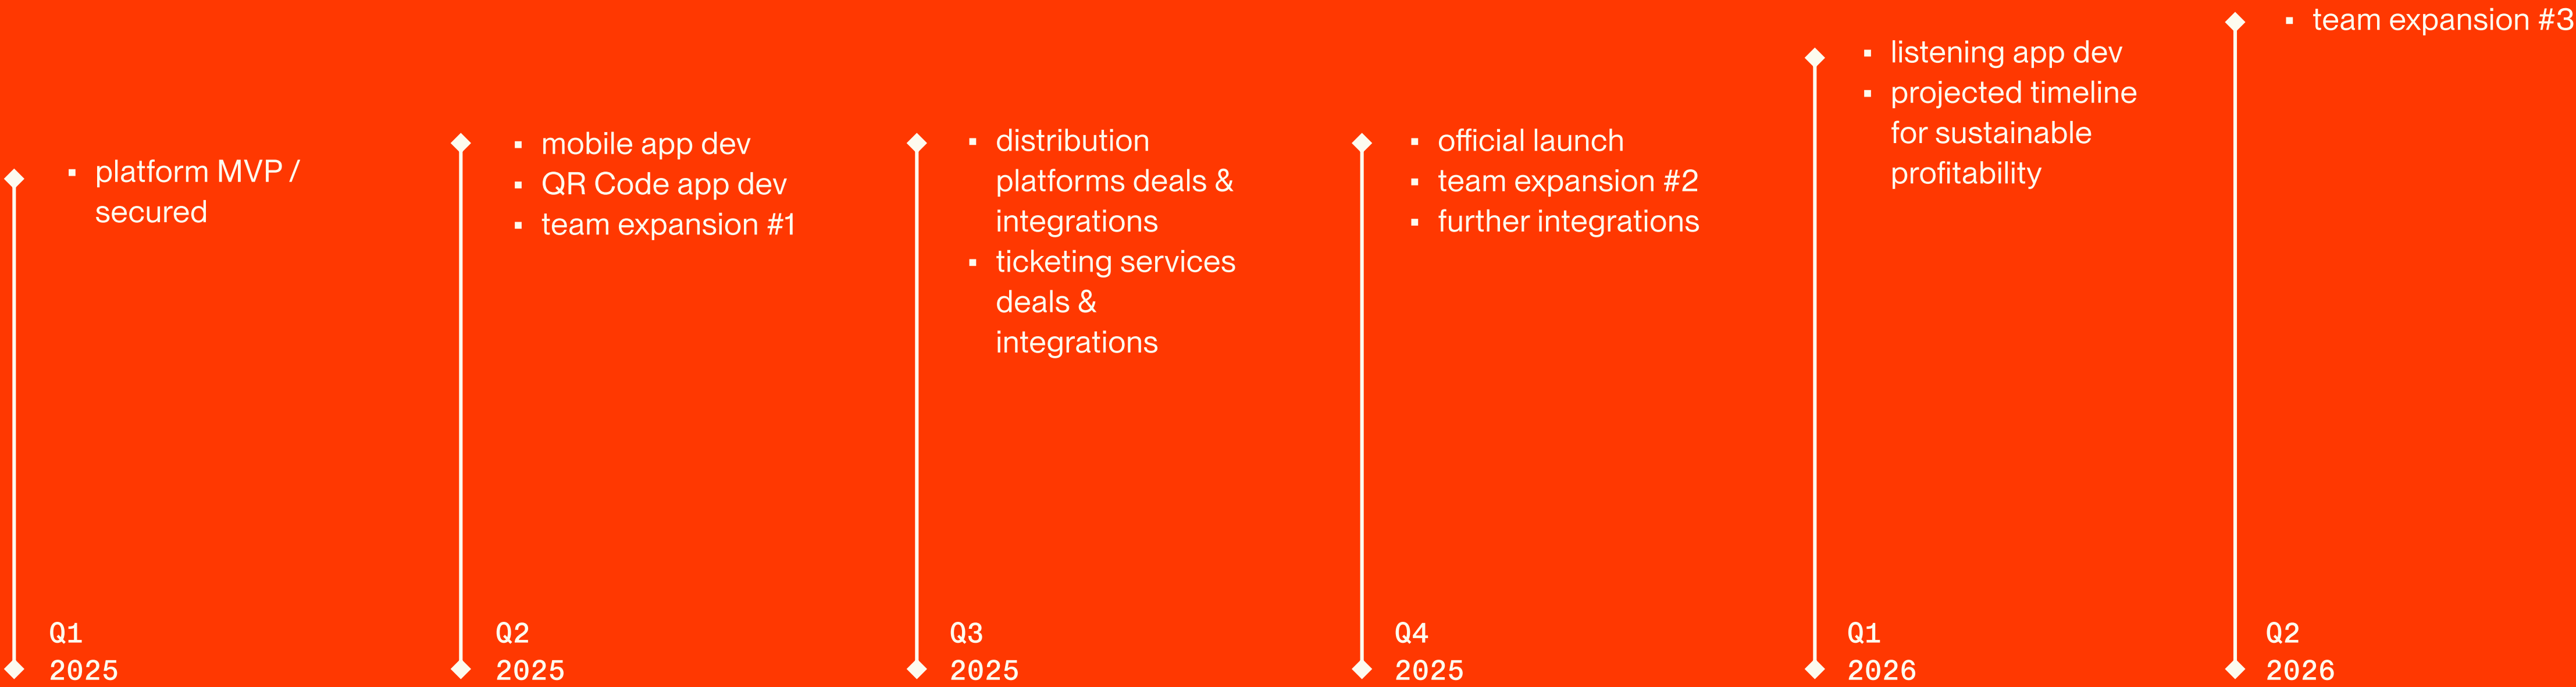 platform MVP /
secured
Q1
2025
mobile app dev
QR Code app dev
team expansion #1
Q2
2025
distribution
platforms deals &
integrations
ticketing services
deals &
integrations
Q3
2025
official launch
team expansion #2
further integrations
Q4
2025
listening app dev
projected timeline
for sustainable
profitability
Q1
2026
team expansion #3
Q2
2026